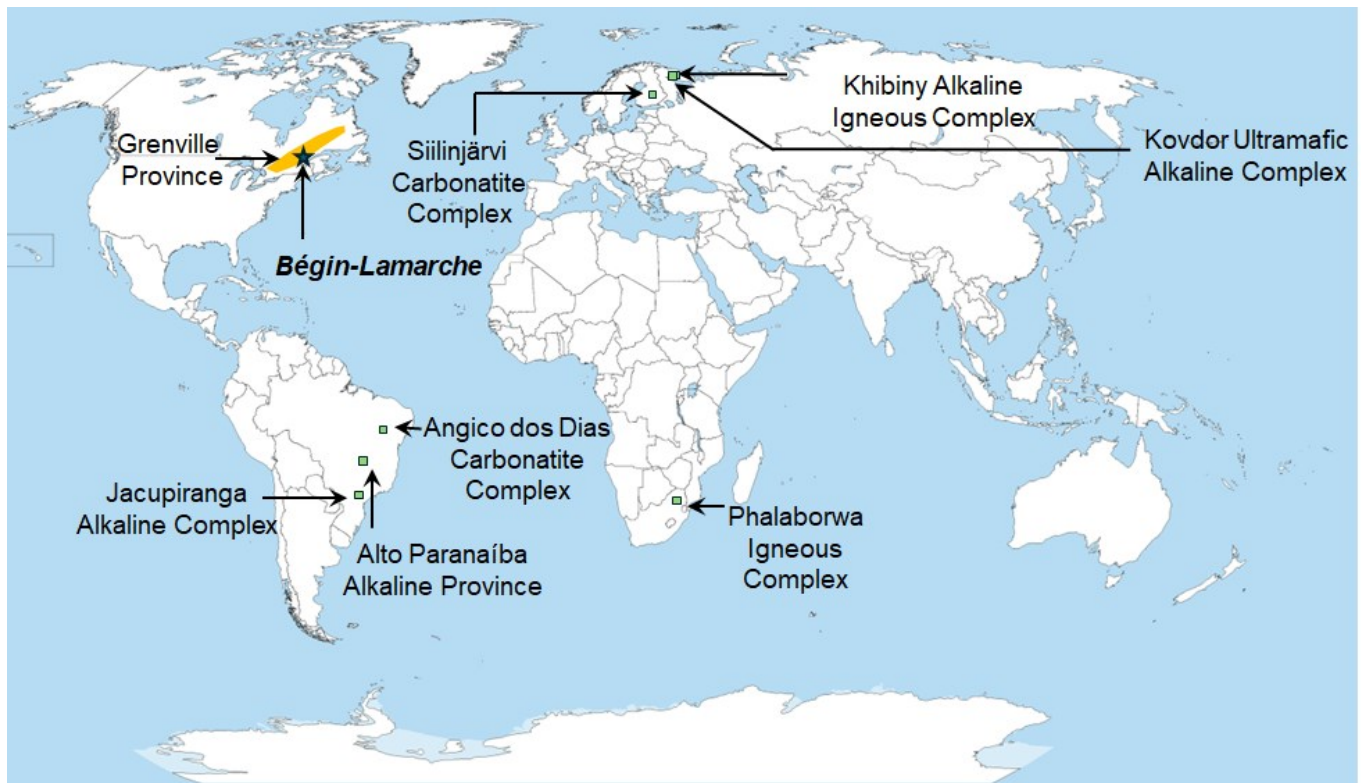 Grenville
Province
Bégin-Lamarche
Siilinjärvi
Carbonatite
Complex
Khibiny Alkaline
Igneous Complex
Kovdor Ultramafic
Alkaline Complex
Angico dos Dias
Carbonatite
Complex
Jacupiranga
Alkaline Complex
Alto Paranaíba
Alkaline Province
Phalaborwa
Igneous
Complex